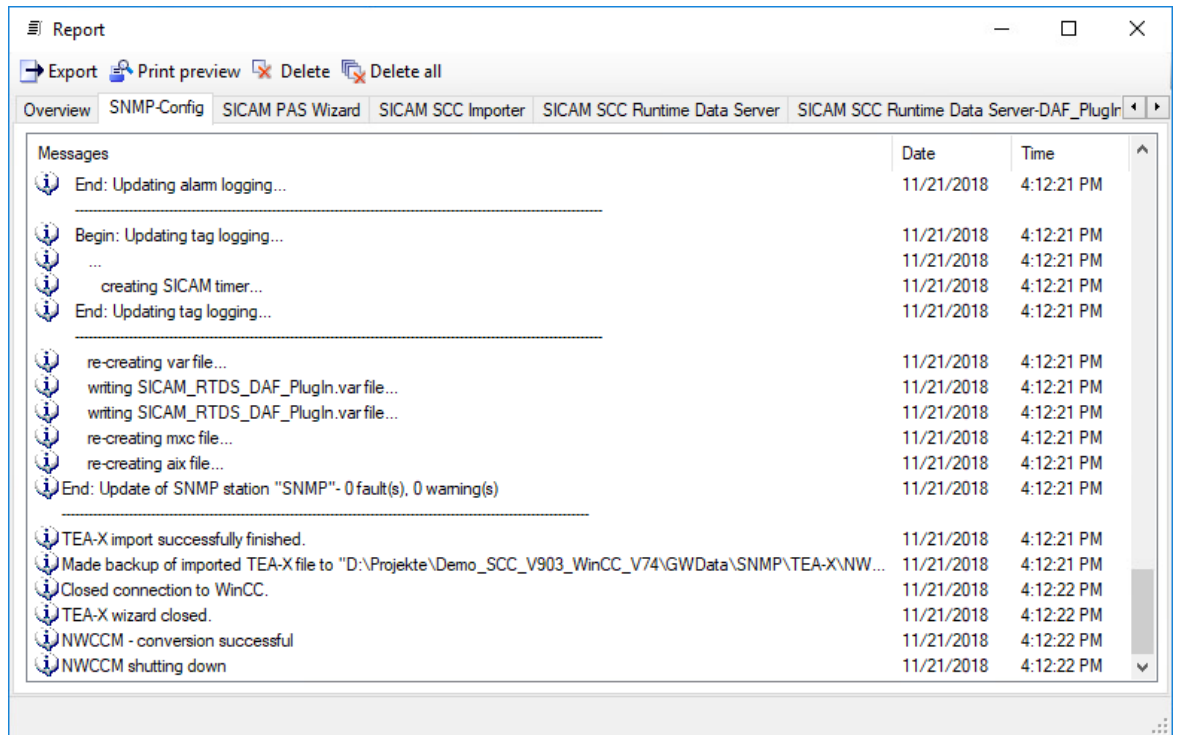 Report
Export Print preview Delete Delete all
Overview SNMP-Config SICAM PAS Wizard SICAM SCC Importer SICAM SCC Runtime Data Server SICAM SCC Runtime Data Server-DAF_PlugIn
Messages Date Time
End: Updating alarm logging... 11/21/2018 4:12:21 PM
Begin: Updating tag logging... 11/21/2018 4:12:21 PM
... 11/21/2018 4:12:21 PM
creating SICAM timer... 11/21/2018 4:12:21 PM
End: Updating tag logging... 11/21/2018 4:12:21 PM
re-creating var file... 11/21/2018 4:12:21 PM
writing SICAM_RTDS_DAF_PlugIn.var file... 11/21/2018 4:12:21 PM
writing SICAM_RTDS_DAF_PlugIn.var file... 11/21/2018 4:12:21 PM
re-creating mxc file... 11/21/2018 4:12:21 PM
re-creating aix file... 11/21/2018 4:12:21 PM
End: Update of SNMP station "SNMP"- 0 fault(s), 0 warning(s) 11/21/2018 4:12:21 PM
TEA-X import successfully finished. 11/21/2018 4:12:21 PM
Made backup of imported TEA-X file to "D:\Projekte\Demo_SCC_V903_WinCC_V74\GWData\SNMP\TEA-X\NW... 11/21/2018 4:12:21 PM
Closed connection to WinCC. 11/21/2018 4:12:22 PM
TEA-X wizard closed. 11/21/2018 4:12:22 PM
NWCCM - conversion successful 11/21/2018 4:12:22 PM
NWCCM shutting down 11/21/2018 4:12:22 PM